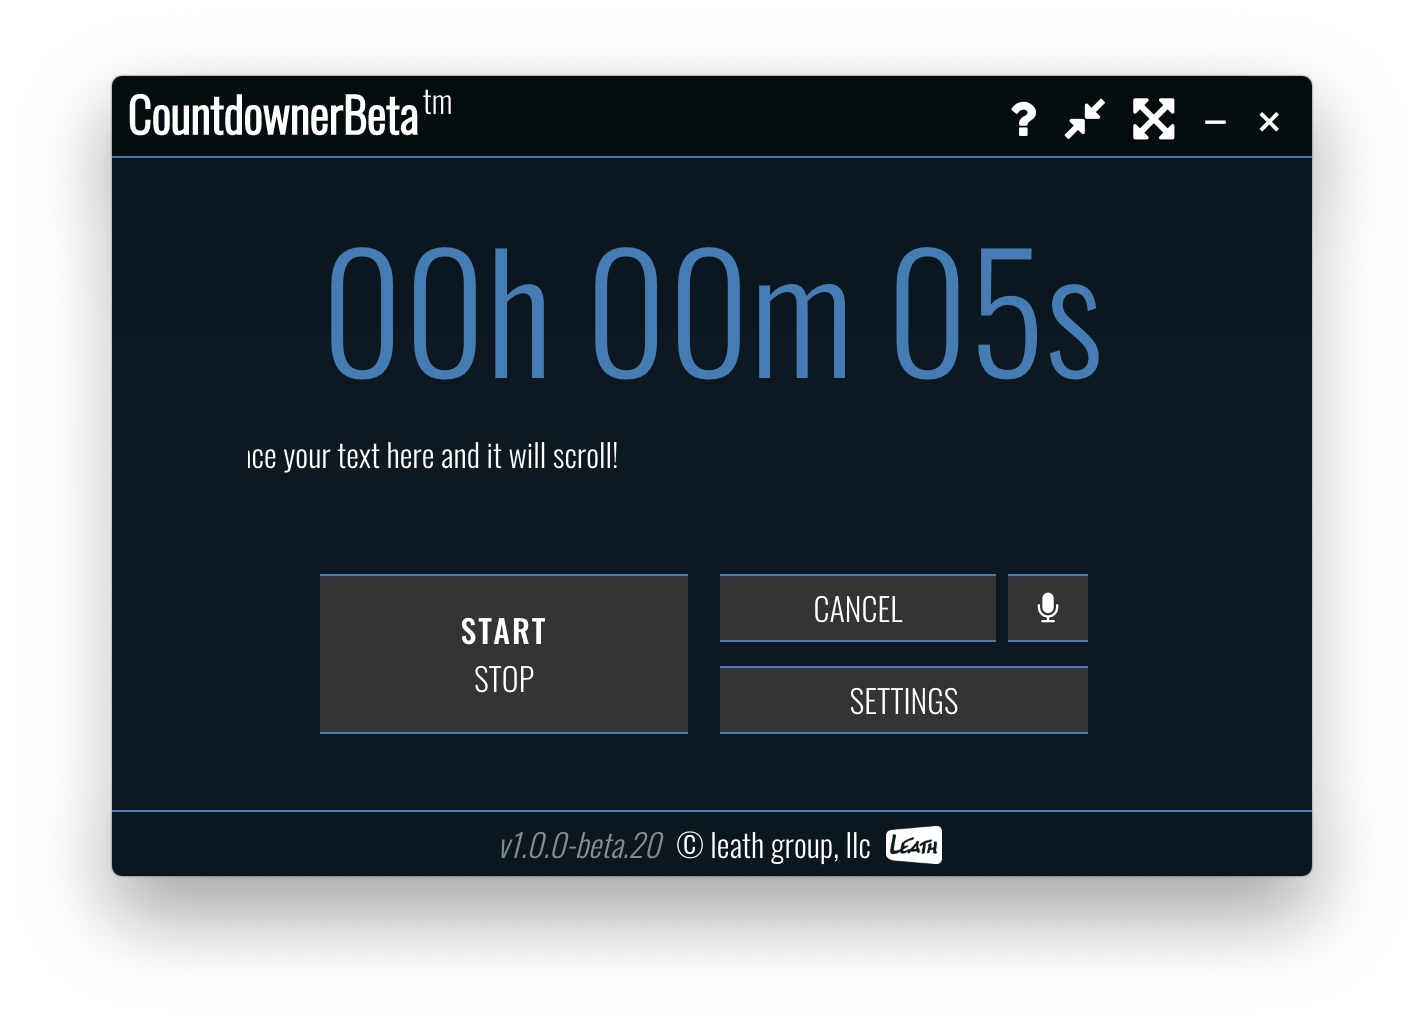 CountdownerBeta tm
00h 00m 05s
ce your text here and it will scroll!
START
STOP
CANCEL
SETTINGS
v1.0.0-beta.20 © leath group, llc LEATH